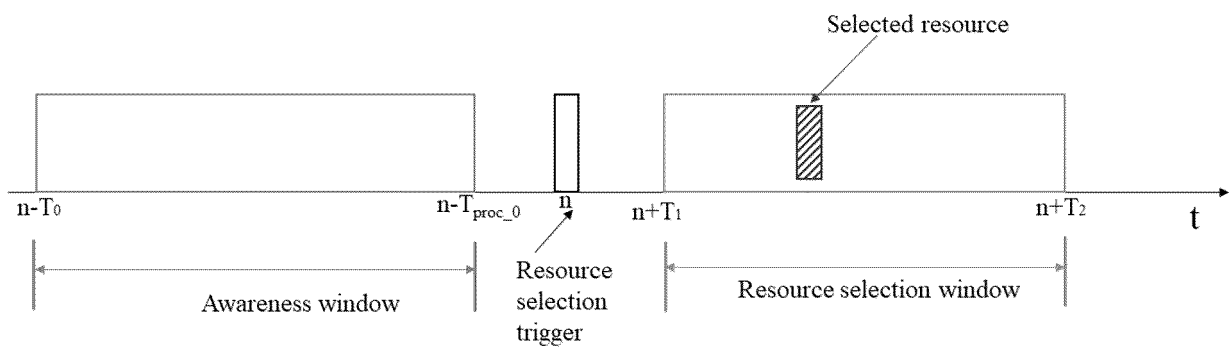 Selected resource
n-T₀
n-Tₚᵣₒc_₀
n
n+T₁
n+T₂
t
Resource
selection
trigger
Awareness window
Resource selection window